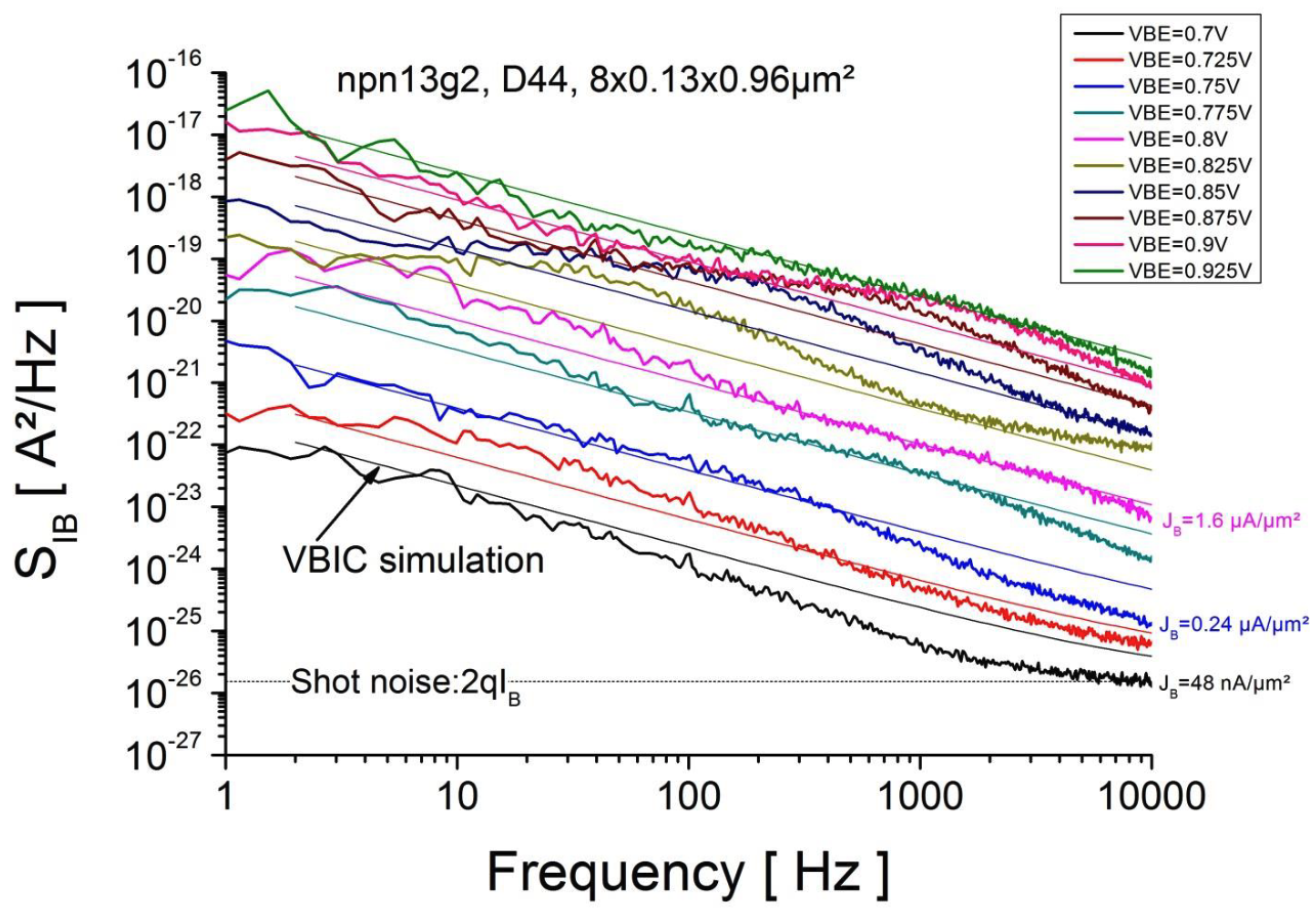 VBE=0.7V
VBE=0.725V
VBE=0.75V
VBE=0.775V
VBE=0.8V
VBE=0.825V
VBE=0.85V
VBE=0.875V
VBE=0.9V
VBE=0.925V
npn13g2, D44, 8x0.13x0.96µm²
10⁻¹⁶
10⁻¹⁷
10⁻¹⁸
10⁻¹⁹
10⁻²⁰
10⁻²¹
10⁻²²
10⁻²³
10⁻²⁴
10⁻²⁵
10⁻²⁶
10⁻²⁷
S_IB [ A²/Hz ]
VBIC simulation
Shot noise:2qI_B
J_B=1.6 µA/µm²
J_B=0.24 µA/µm²
J_B=48 nA/µm²
1 10 100 1000 10000
Frequency [ Hz ]